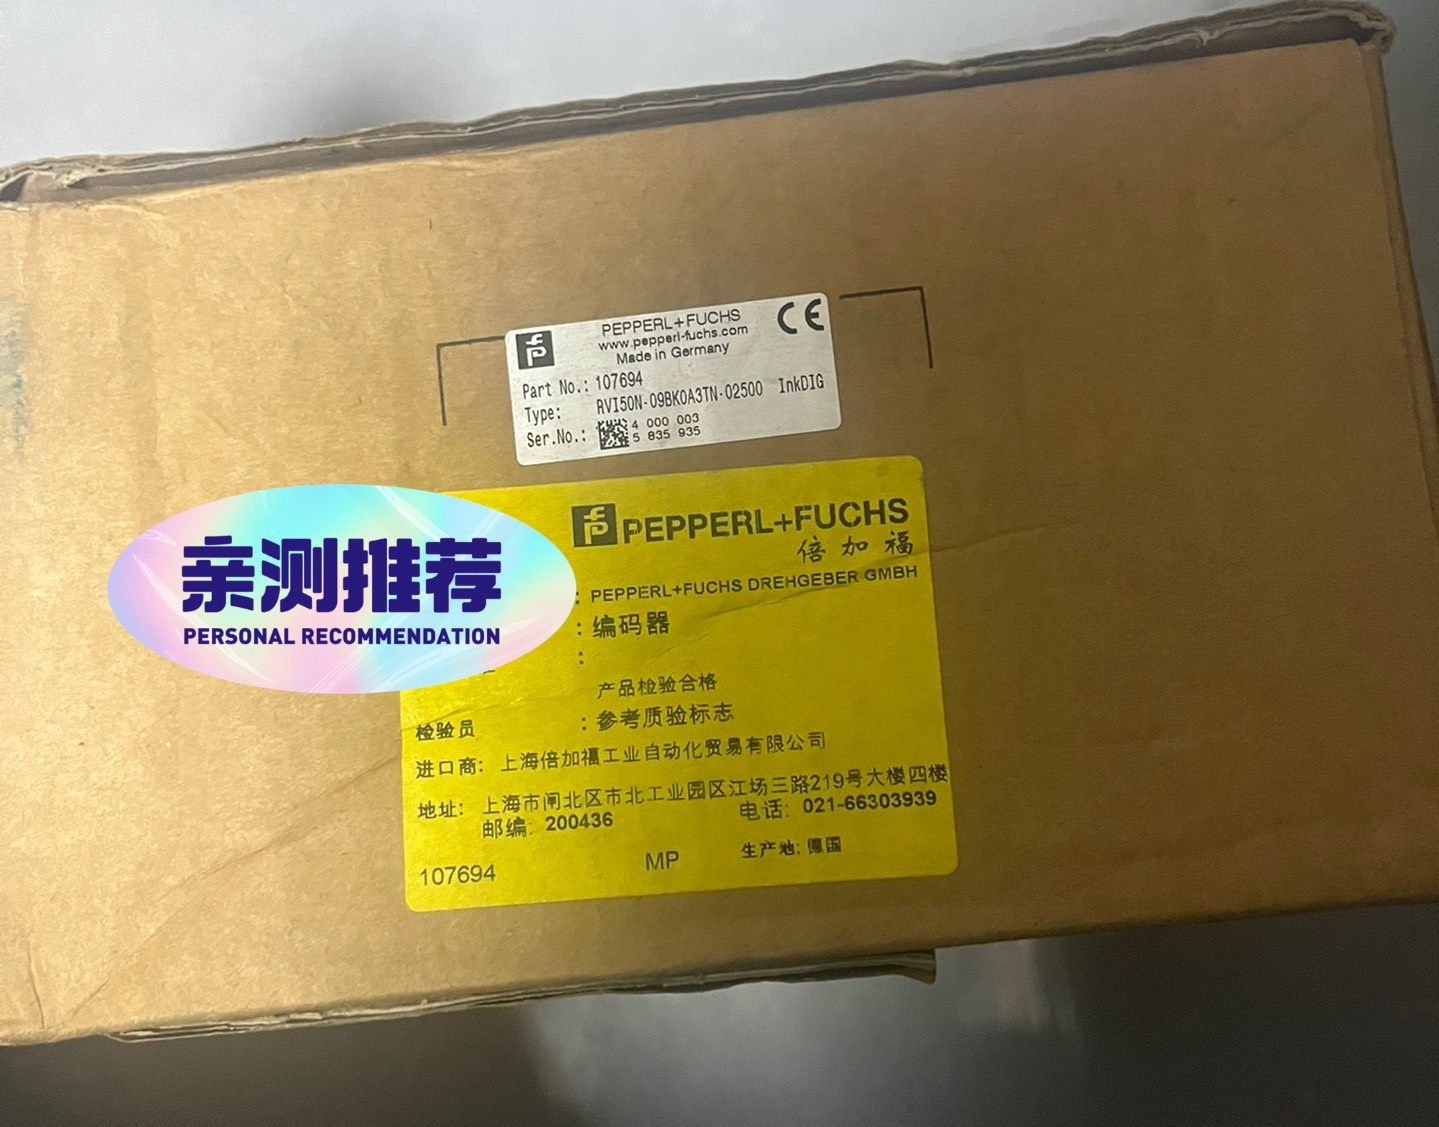 PEPPERL+FUCHS
www.pepperl-fuchs.com
Made in Germany
CE
Part No.: 107694
Type: RVI50N-09BK0A3TN-02500 InkDIG
Ser.No.: 4 000 003
5 835 935
PEPPERL+FUCHS
倍加福
: PEPPERL+FUCHS DREHGEBER GMBH
: 编码器
:
产品检验合格
检验员 : 参考质验标志
进口商: 上海倍加福工业自动化贸易有限公司
地址: 上海市闸北区市北工业园区江场三路219号大楼四楼
邮编: 200436 电话: 021-66303939
107694 MP 生产地: 德国
亲测推荐
PERSONAL RECOMMENDATION